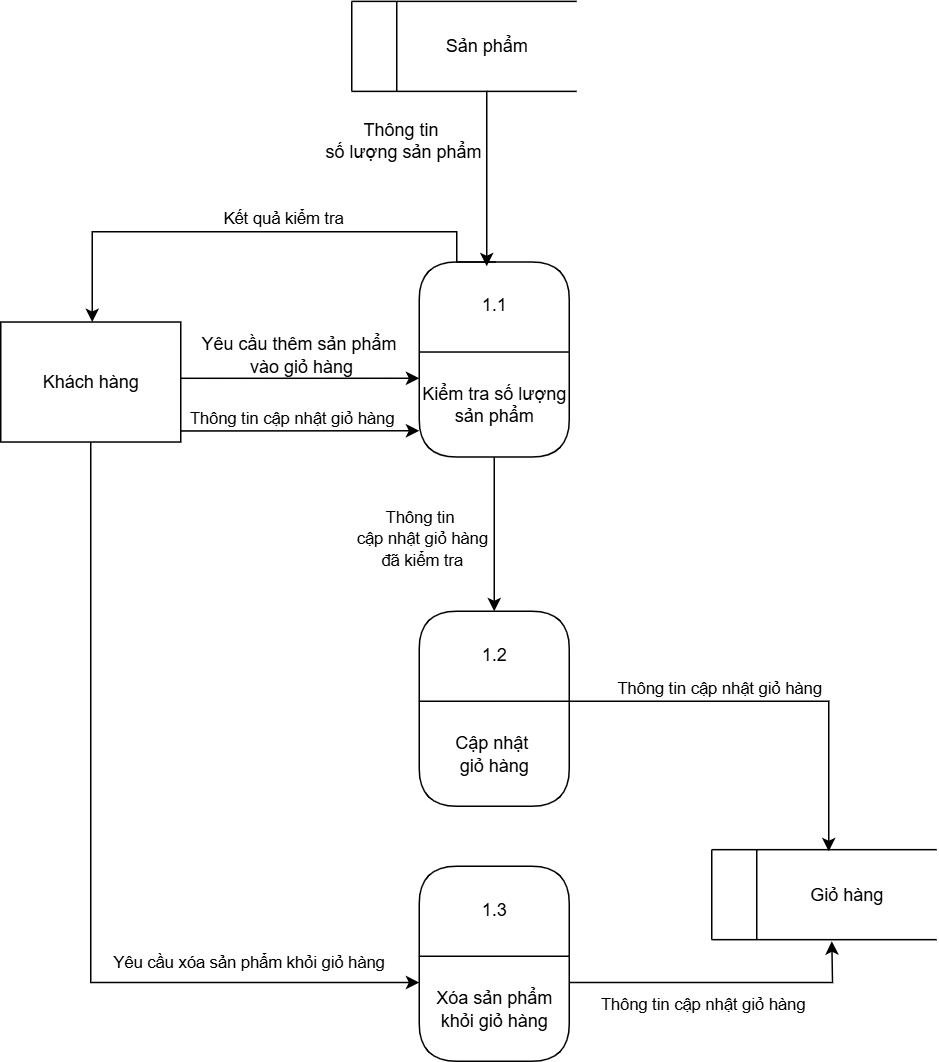 Sản phẩm
Thông tin
số lượng sản phẩm
Kết quả kiểm tra
1.1
Yêu cầu thêm sản phẩm
vào giỏ hàng
Khách hàng
Kiểm tra số lượng
sản phẩm
Thông tin cập nhật giỏ hàng
Thông tin
cập nhật giỏ hàng
đã kiểm tra
1.2
Thông tin cập nhật giỏ hàng
Cập nhật
giỏ hàng
Giỏ hàng
1.3
Yêu cầu xóa sản phẩm khỏi giỏ hàng
Xóa sản phẩm
khỏi giỏ hàng
Thông tin cập nhật giỏ hàng